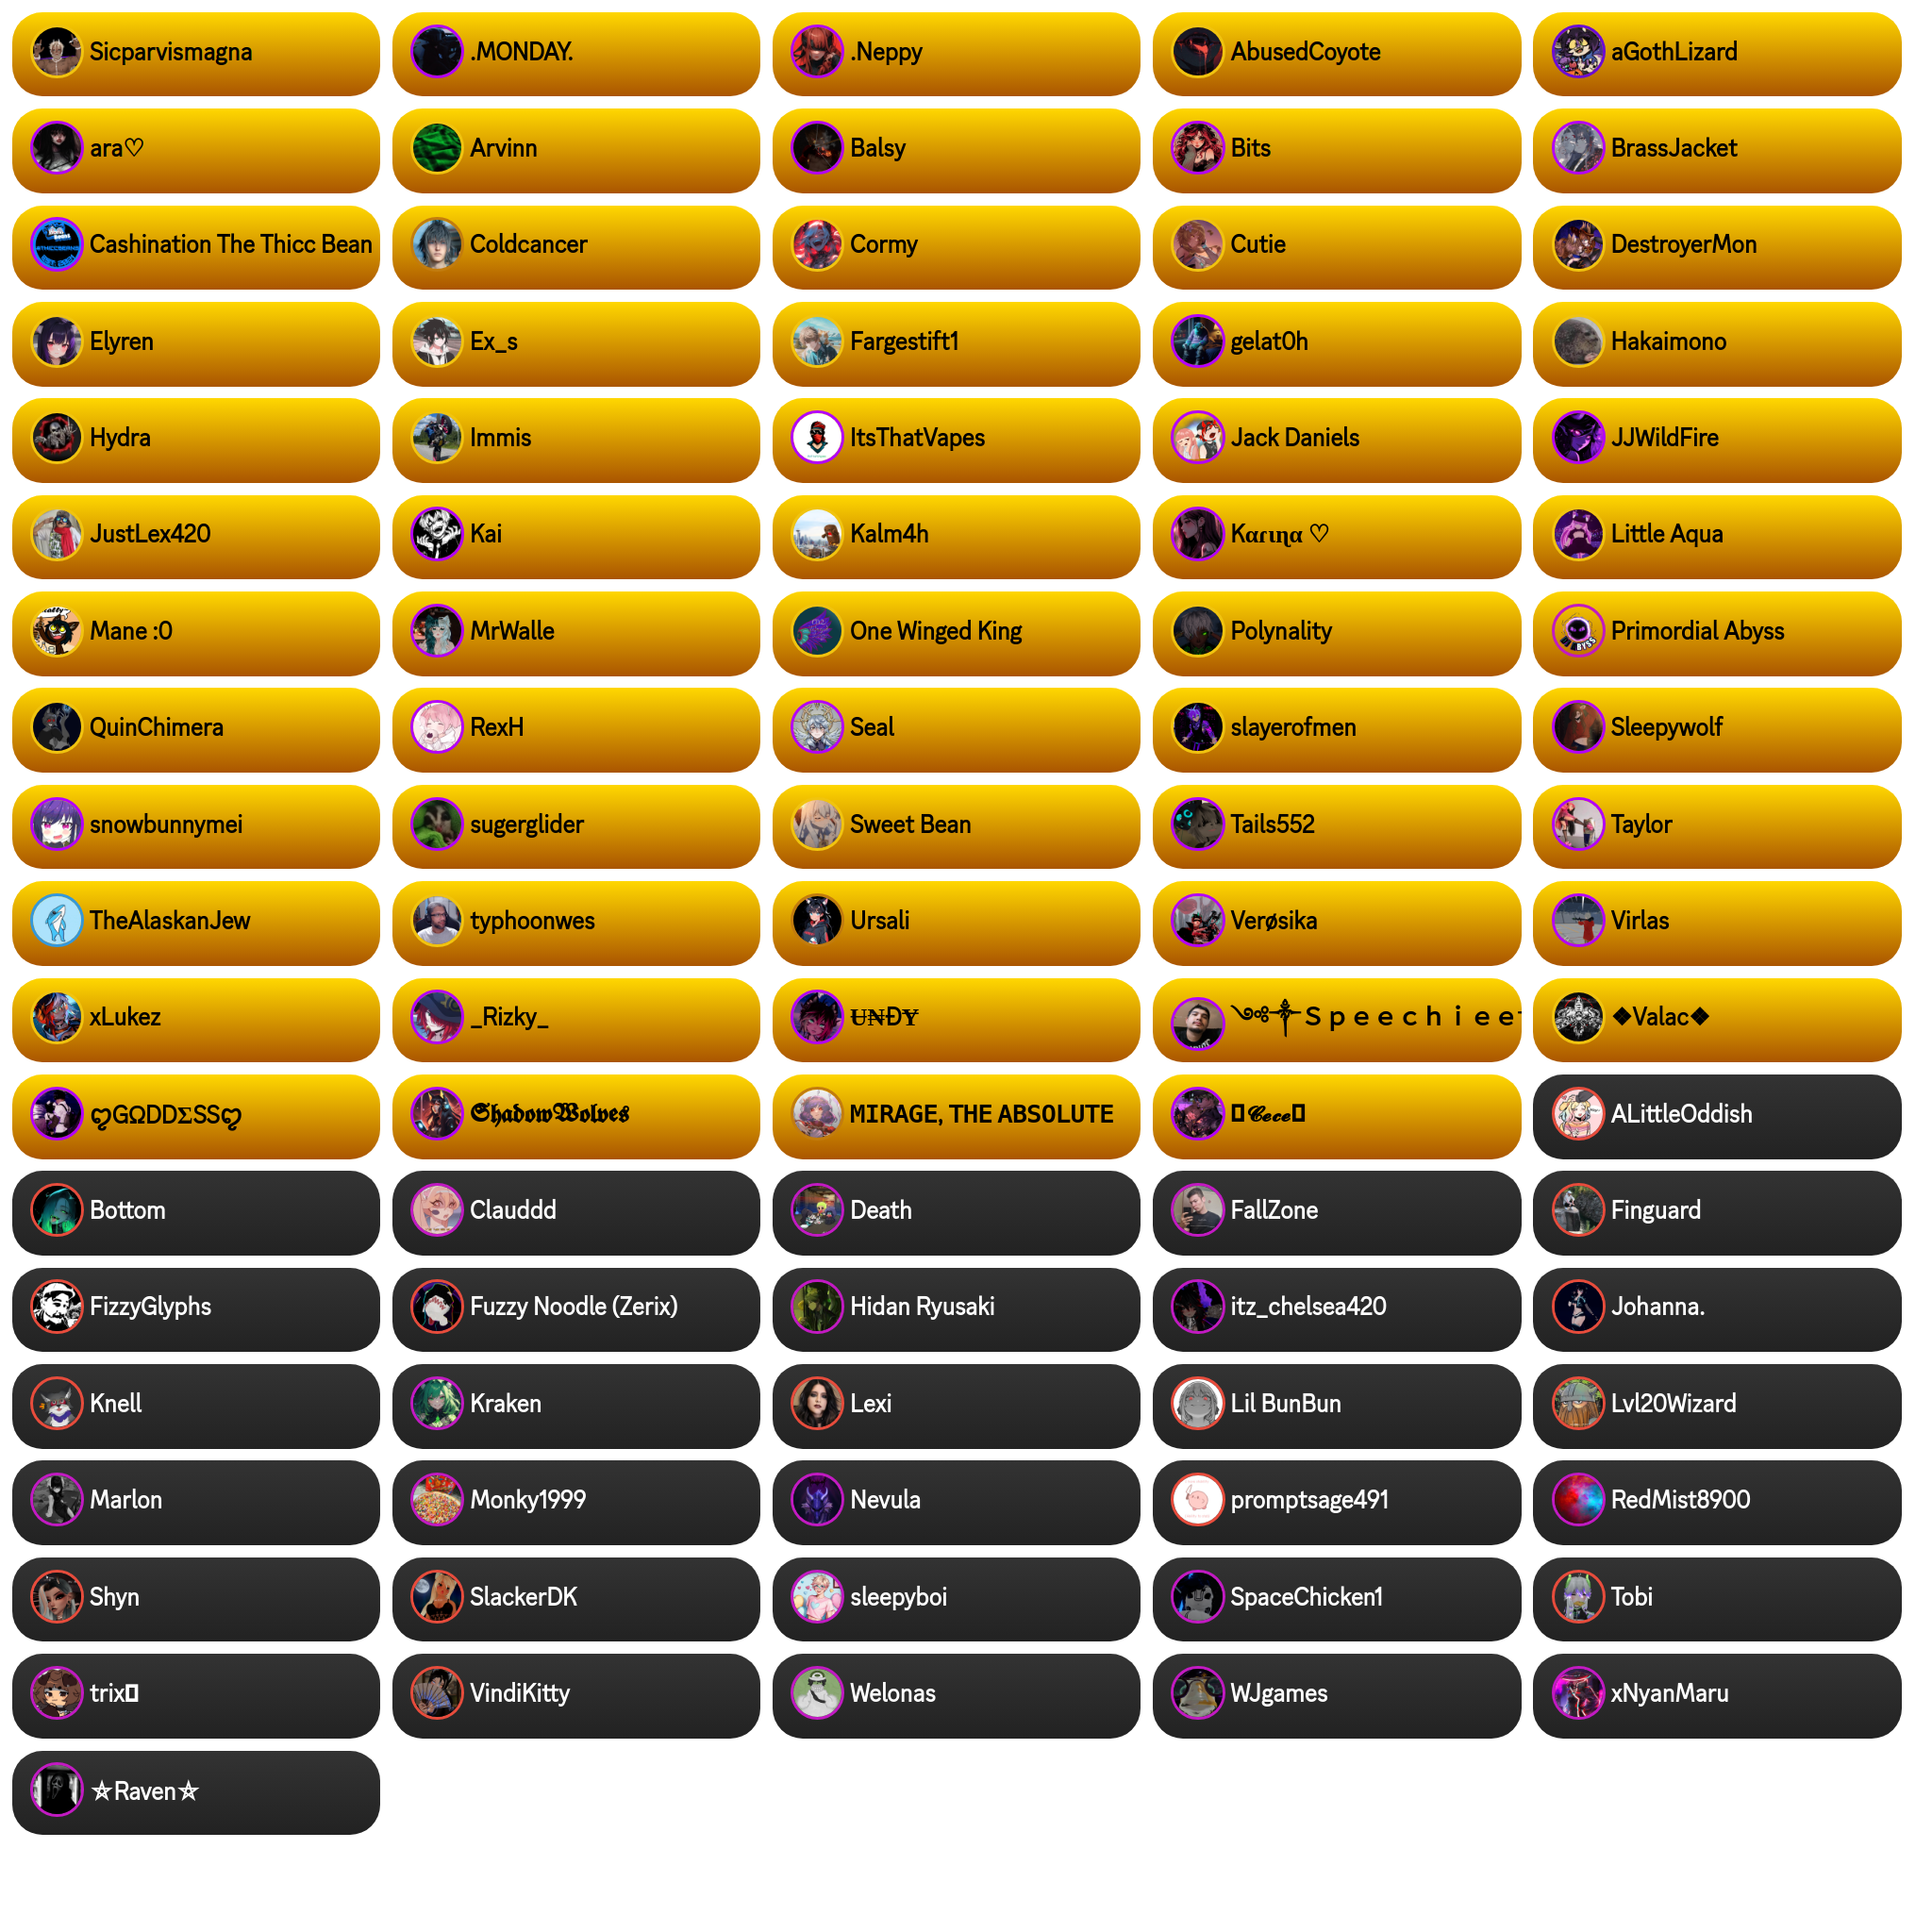 Sicparvismagna
.MONDAY.
.Neppy
AbusedCoyote
aGothLizard
ara♡
Arvinn
Balsy
Bits
BrassJacket
Cashination The Thicc Bean
Coldcancer
Cormy
Cutie
DestroyerMon
Elyren
Ex_s
Fargestift1
gelat0h
Hakaimono
Hydra
Immis
ItsThatVapes
Jack Daniels
JJWildFire
JustLex420
Kai
Kalm4h
Kαɾιɳα ♡
Little Aqua
Mane :0
MrWalle
One Winged King
Polynality
Primordial Abyss
QuinChimera
RexH
Seal
slayerofmen
Sleepywolf
snowbunnymei
sugerglider
Sweet Bean
Tails552
Taylor
TheAlaskanJew
typhoonwes
Ursali
Verøsika
Virlas
xLukez
_Rizky_
U̶₦ĐɎ
༺༒Ｓｐｅｅｃｈｉｅｅ
❖Valac❖
ღGΩDDΣSSღ
𝕾𝖍𝖆𝖉𝖔𝖜𝖂𝖔𝖑𝖛𝖊𝖘
MIRAGE, THE ABSOLUTE
𝓒𝓮𝓬𝓮
ALittleOddish
Bottom
Clauddd
Death
FallZone
Finguard
FizzyGlyphs
Fuzzy Noodle (Zerix)
Hidan Ryusaki
itz_chelsea420
Johanna.
Knell
Kraken
Lexi
Lil BunBun
Lvl20Wizard
Marlon
Monky1999
Nevula
promptsage491
RedMist8900
Shyn
SlackerDK
sleepyboi
SpaceChicken1
Tobi
trix
VindiKitty
Welonas
WJgames
xNyanMaru
⛤Raven⛤